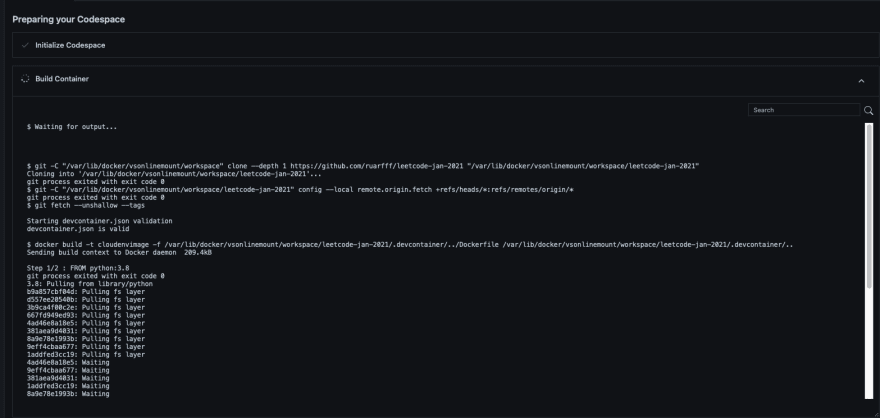 Preparing your Codespace
Initialize Codespace
Build Container
Search
$ Waiting for output...
$ git -C "/var/lib/docker/vsonlinemount/workspace" clone --depth 1 https://github.com/ruarfff/leetcode-jan-2021 "/var/lib/docker/vsonlinemount/workspace/leetcode-jan-2021"
Cloning into '/var/lib/docker/vsonlinemount/workspace/leetcode-jan-2021'...
git process exited with exit code 0
$ git -C "/var/lib/docker/vsonlinemount/workspace/leetcode-jan-2021" config --local remote.origin.fetch +refs/heads/*:refs/remotes/origin/*
git process exited with exit code 0
$ git fetch --unshallow --tags
Starting devcontainer.json validation
devcontainer.json is valid
$ docker build -t cloudenvimage -f /var/lib/docker/vsonlinemount/workspace/leetcode-jan-2021/.devcontainer/../Dockerfile /var/lib/docker/vsonlinemount/workspace/leetcode-jan-2021/.devcontainer/..
Sending build context to Docker daemon  209.4kB
Step 1/2 : FROM python:3.8
git process exited with exit code 0
3.8: Pulling from library/python
b9a857cbf04d: Pulling fs layer
d557ee20540b: Pulling fs layer
3b9ca4f00c2e: Pulling fs layer
667fd949ed93: Pulling fs layer
4ad46e8a18e5: Pulling fs layer
381aea9d4031: Pulling fs layer
8a9e78e1993b: Pulling fs layer
9eff4cbaa677: Pulling fs layer
1addfed3cc19: Pulling fs layer
4ad46e8a18e5: Waiting
9eff4cbaa677: Waiting
381aea9d4031: Waiting
1addfed3cc19: Waiting
8a9e78e1993b: Waiting